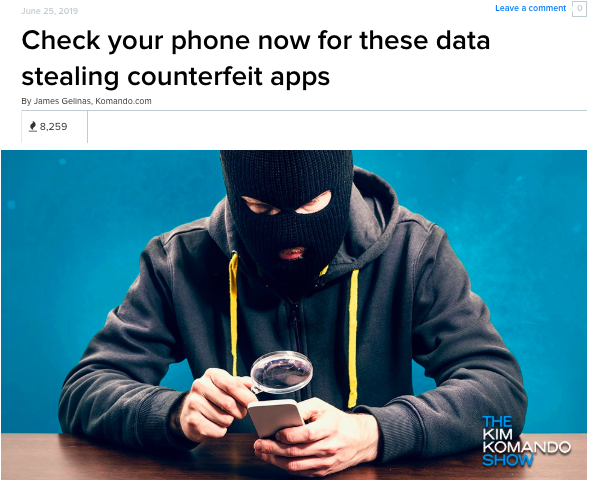 June 25, 2019
Leave a comment 0
Check your phone now for these data
stealing counterfeit apps
By James Gelinas, Komando.com
8,259
THE
KIM
KOMANDO
SHOW